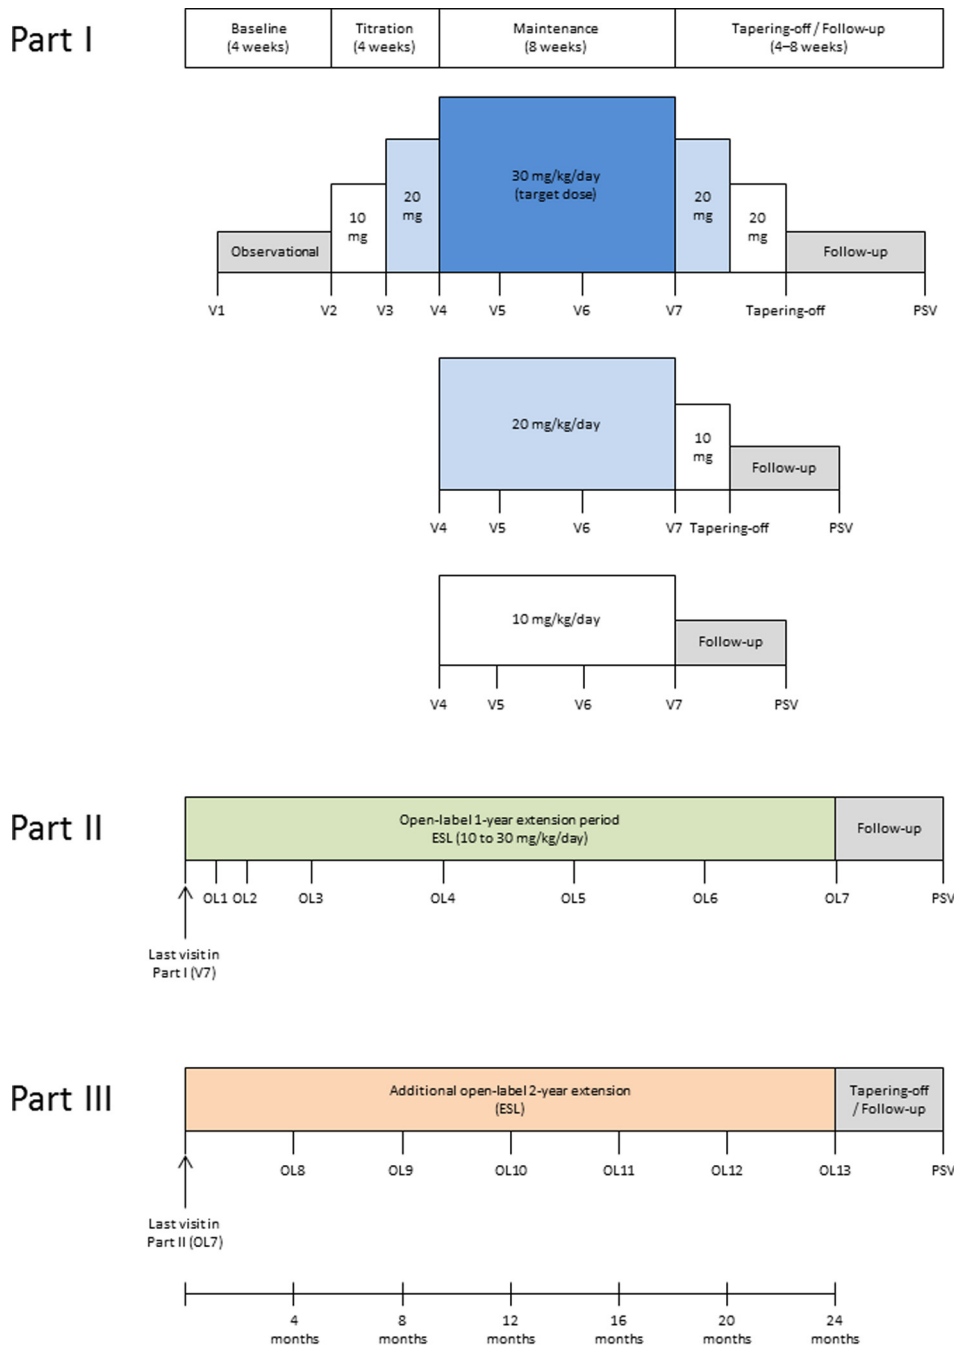 Part I
Baseline
(4 weeks)
Titration
(4 weeks)
Maintenance
(8 weeks)
Tapering-off / Follow-up
(4–8 weeks)
Observational
10
mg
20
mg
30 mg/kg/day
(target dose)
20
mg
20
mg
Follow-up
V1
V2
V3
V4
V5
V6
V7
Tapering-off
PSV
20 mg/kg/day
10
mg
Follow-up
V4
V5
V6
V7
Tapering-off
PSV
10 mg/kg/day
Follow-up
V4
V5
V6
V7
PSV
Part II
Open-label 1-year extension period
ESL (10 to 30 mg/kg/day)
Follow-up
OL1
OL2
OL3
OL4
OL5
OL6
OL7
PSV
Last visit in
Part I (V7)
Part III
Additional open-label 2-year extension
(ESL)
Tapering-off
/ Follow-up
OL8
OL9
OL10
OL11
OL12
OL13
PSV
Last visit in
Part II (OL7)
4
months
8
months
12
months
16
months
20
months
24
months